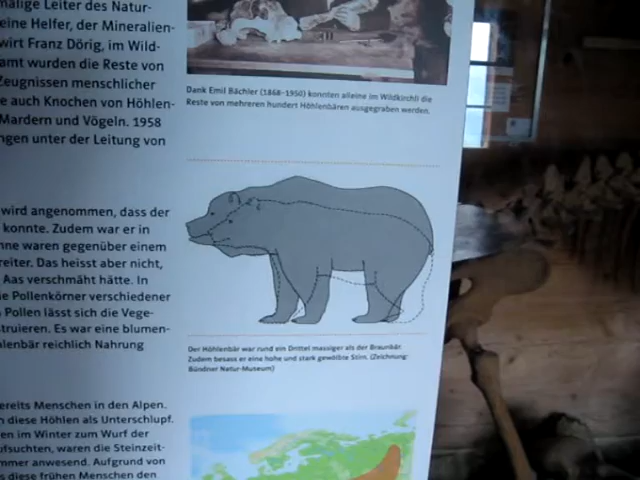 malige Leiter des Natur-
eine Helfer, der Mineralien-
wirt Franz Dörig, im Wild-
amt wurden die Reste von
Zeugnissen menschlicher
e auch Knochen von Höhlen-
Mardern und Vögeln. 1958
ngen unter der Leitung von
wird angenommen, dass der
konnte. Zudem war er in
nne waren gegenüber einem
reiter. Das heisst aber nicht,
Aas verschmäht hätte. In
ie Pollenkörner verschiedener
Pollen lässt sich die Vege-
struieren. Es war eine blumen-
hlenbär reichlich Nahrung
ereits Menschen in den Alpen.
n diese Höhlen als Unterschlupf.
en im Winter zum Wurf der
ufsuchten, waren die Steinzeit-
mmer anwesend. Aufgrund von
s diese frühen Menschen den
Dank Emil Bächler (1868–1950) konnten alleine im Wildkirchli die
Reste von mehreren hundert Höhlenbären ausgegraben werden.
Der Höhlenbär war rund ein Drittel massiger als der Braunbär.
Zudem besass er eine hohe und stark gewölbte Stirn. (Zeichnung:
Bündner Natur-Museum)